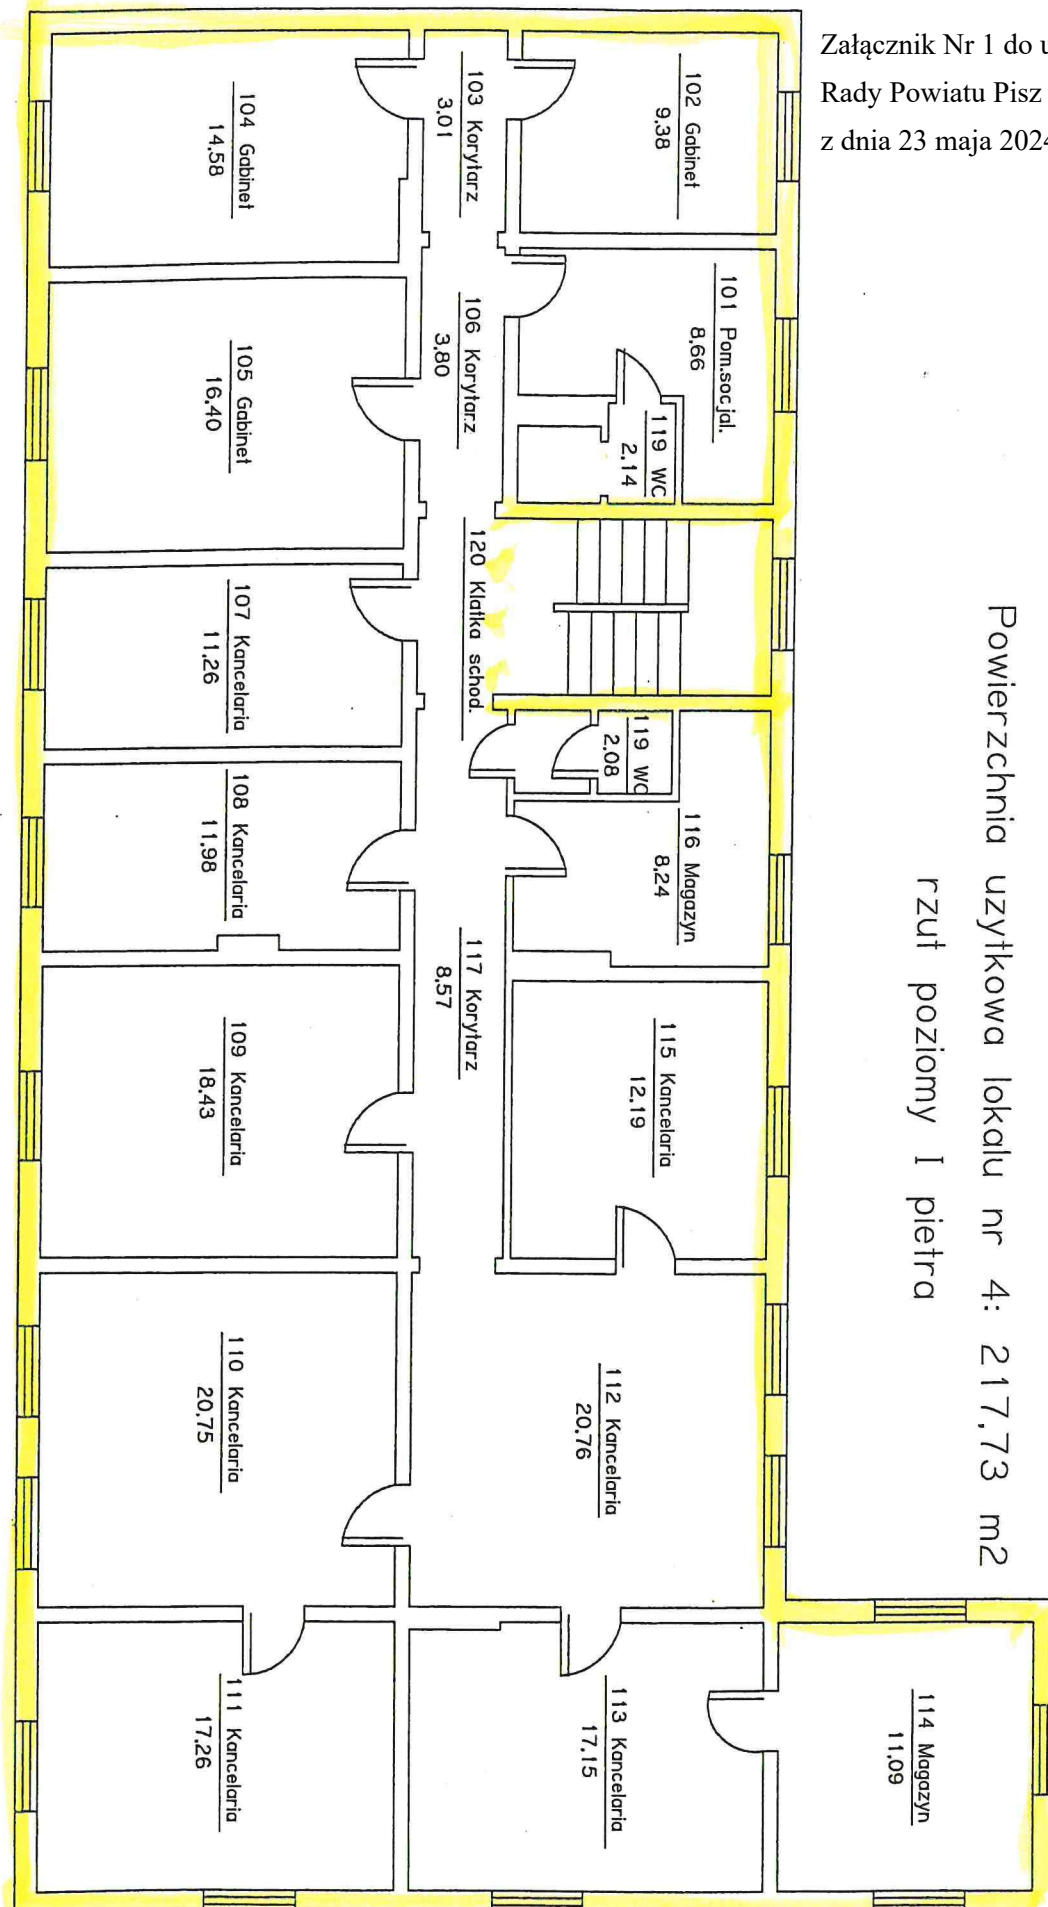 Załącznik Nr 1 do u
Rady Powiatu Pisz
z dnia 23 maja 2024
Powierzchnia uzytkowa lokalu nr 4: 217,73 m2
rzut poziomy I pietra
102 Gabinet
9,38
101 Pom.socjal.
8,66
119 WC
2,14
103 Korytarz
3,01
106 Korytarz
3,80
104 Gabinet
14,58
105 Gabinet
16,40
120 Klatka schod.
107 Kancelaria
11,26
119 WC
2,08
116 Magazyn
8,24
108 Kancelaria
11,98
117 Korytarz
8,57
115 Kancelaria
12,19
109 Kancelaria
18,43
112 Kancelaria
20,76
110 Kancelaria
20,75
114 Magazyn
11,09
113 Kancelaria
17,15
111 Kancelaria
17,26